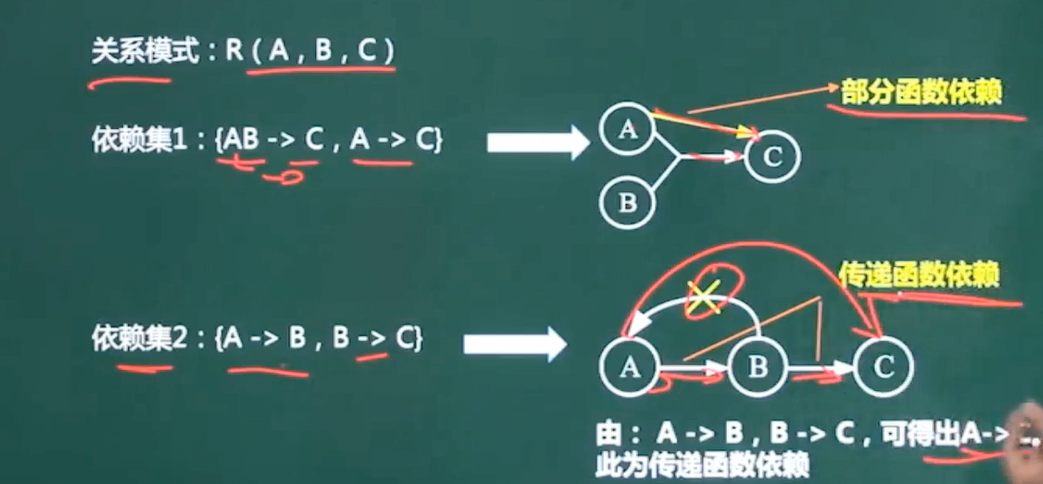 关系模式：R（A，B，C）
部分函数依赖
依赖集1：{AB -> C，A -> C}
A
C
B
传递函数依赖
依赖集2：{A -> B，B -> C}
A
B
C
由： A -> B，B -> C，可得出A->
此为传递函数依赖